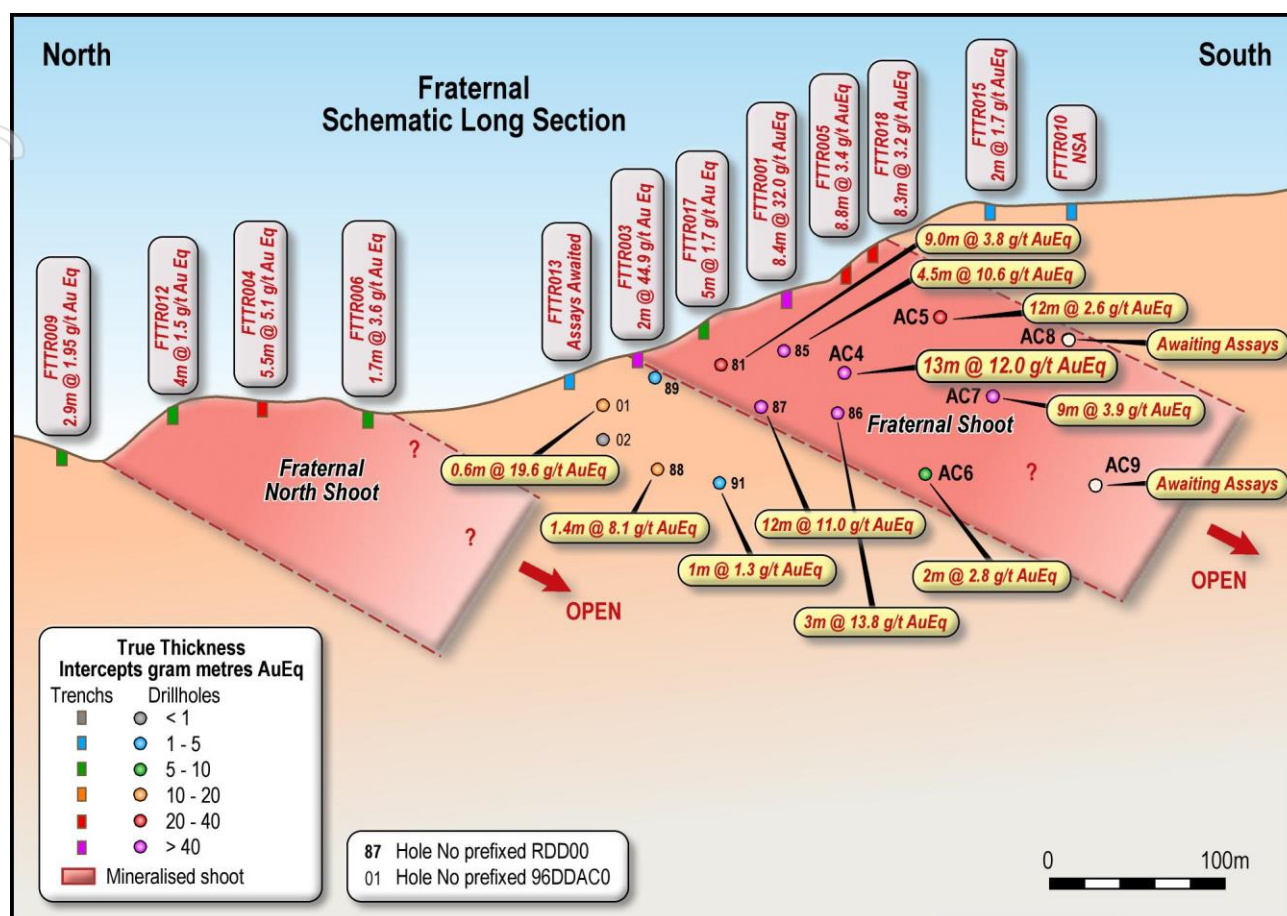 North
South
Fraternal
Schematic Long Section
FTTR009
2.9m @ 1.95 g/t Au Eq
FTTR012
4m @ 1.5 g/t Au Eq
FTTR004
5.5m @ 5.1 g/t Au Eq
FTTR006
1.7m @ 3.6 g/t Au Eq
FTTR013
Assays Awaited
FTTR003
2m @ 44.9 g/t Au Eq
FTTR017
5m @ 1.7 g/t Au Eq
FTTR001
8.4m @ 32.0 g/t AuEq
FTTR005
8.8m @ 3.4 g/t AuEq
FTTR018
8.3m @ 3.2 g/t AuEq
FTTR015
2m @ 1.7 g/t AuEq
FTTR010
NSA
9.0m @ 3.8 g/t AuEq
4.5m @ 10.6 g/t AuEq
AC5
12m @ 2.6 g/t AuEq
AC8
Awaiting Assays
85
81
AC4
13m @ 12.0 g/t AuEq
89
AC7
9m @ 3.9 g/t AuEq
01
87
86
Fraternal Shoot
02
?
Fraternal
North Shoot
0.6m @ 19.6 g/t AuEq
88
91
AC6
?
AC9
Awaiting Assays
?
1.4m @ 8.1 g/t AuEq
12m @ 11.0 g/t AuEq
1m @ 1.3 g/t AuEq
2m @ 2.8 g/t AuEq
OPEN
OPEN
3m @ 13.8 g/t AuEq
True Thickness
Intercepts gram metres AuEq
Trenchs Drillholes
< 1
1 - 5
5 - 10
10 - 20
20 - 40
> 40
Mineralised shoot
87 Hole No prefixed RDD00
01 Hole No prefixed 96DDAC0
0 100m